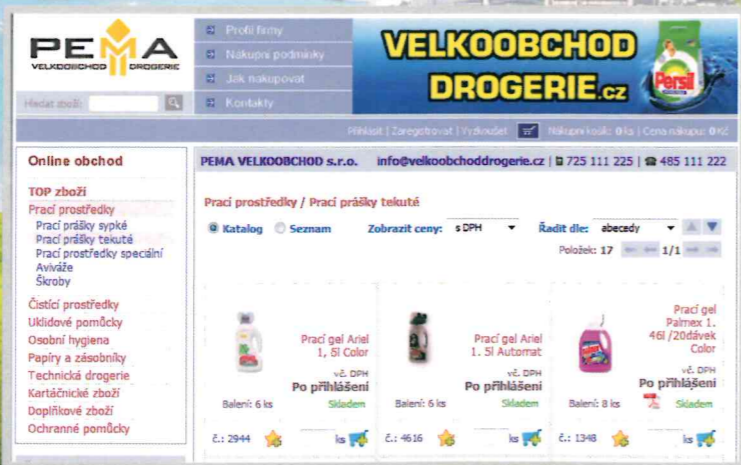 PEMA
VELKOOBCHOD DROGERIE
Hledat zboží:
Profil firmy
Nákupní podmínky
Jak nakupovat
Kontakty
VELKOOBCHOD
DROGERIE.cz
Persil
Přihlásit | Zaregistrovat | Vyzkoušet Nákupní košík: 0 ks | Cena nákupu: 0 Kč
Online obchod
TOP zboží
Prací prostředky
Prací prášky sypké
Prací prášky tekuté
Prací prostředky speciální
Aviváže
Škroby
Čistící prostředky
Uklidové pomůcky
Osobní hygiena
Papíry a zásobníky
Technická drogerie
Kartáčnické zboží
Doplňkové zboží
Ochranné pomůcky
PEMA VELKOOBCHOD s.r.o. info@velkoobchoddrogerie.cz | 725 111 225 | 485 111 222
Prací prostředky / Prací prášky tekuté
Katalog Seznam Zobrazit ceny: s DPH Řadit dle: abecedy
Položek: 17 1/1
Prací gel Ariel
1, 5l Color
vč. DPH
Po přihlášení
Balení: 6 ks Skladem
č.: 2944 ks
Prací gel Ariel
1. 5l Automat
vč. DPH
Po přihlášení
Balení: 6 ks Skladem
č.: 4616 ks
Prací gel
Palmex 1.
46l /20dávek
Color
vč. DPH
Po přihlášení
Balení: 8 ks Skladem
č.: 1348 ks